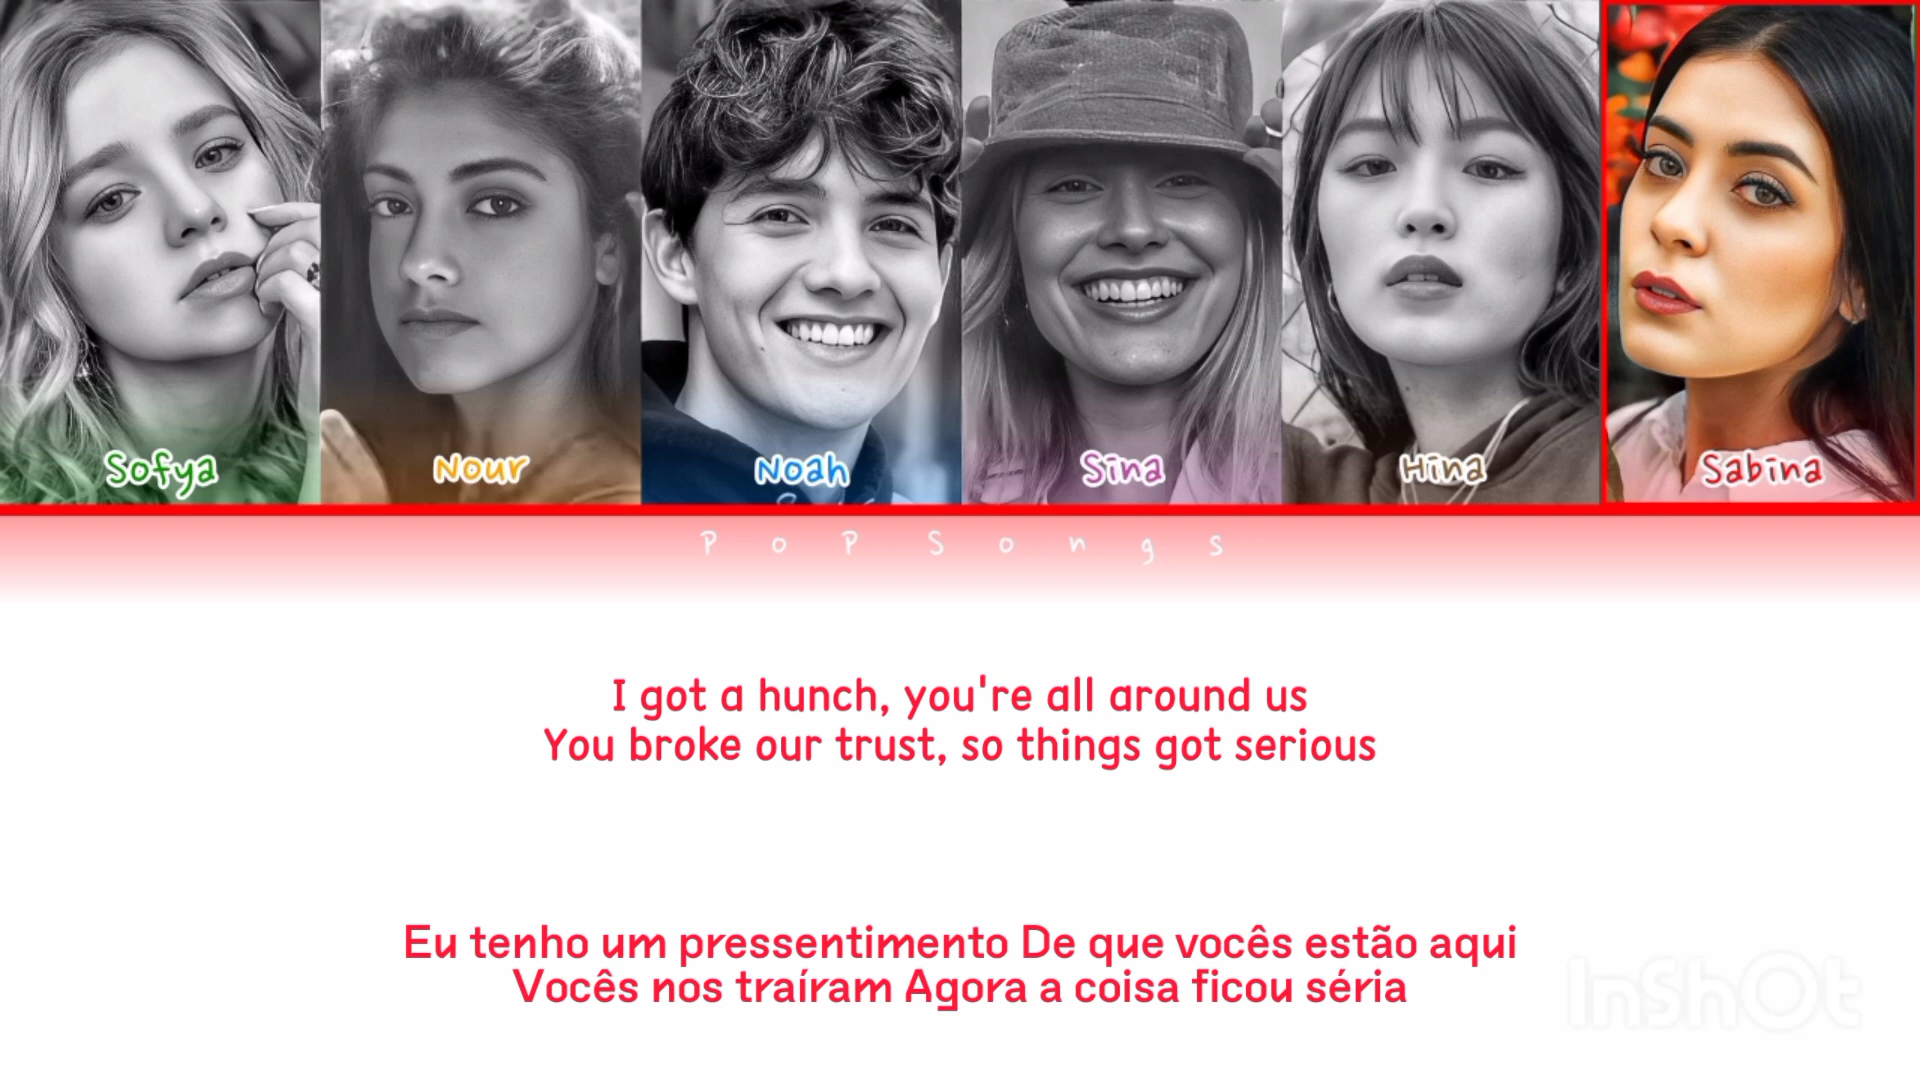 Sofya
Nour
Noah
Sina
Hina
Sabina
P o P S o n g s
I got a hunch, you're all around us
You broke our trust, so things got serious
Eu tenho um pressentimento De que vocês estão aqui
Vocês nos traíram Agora a coisa ficou séria
InShOt